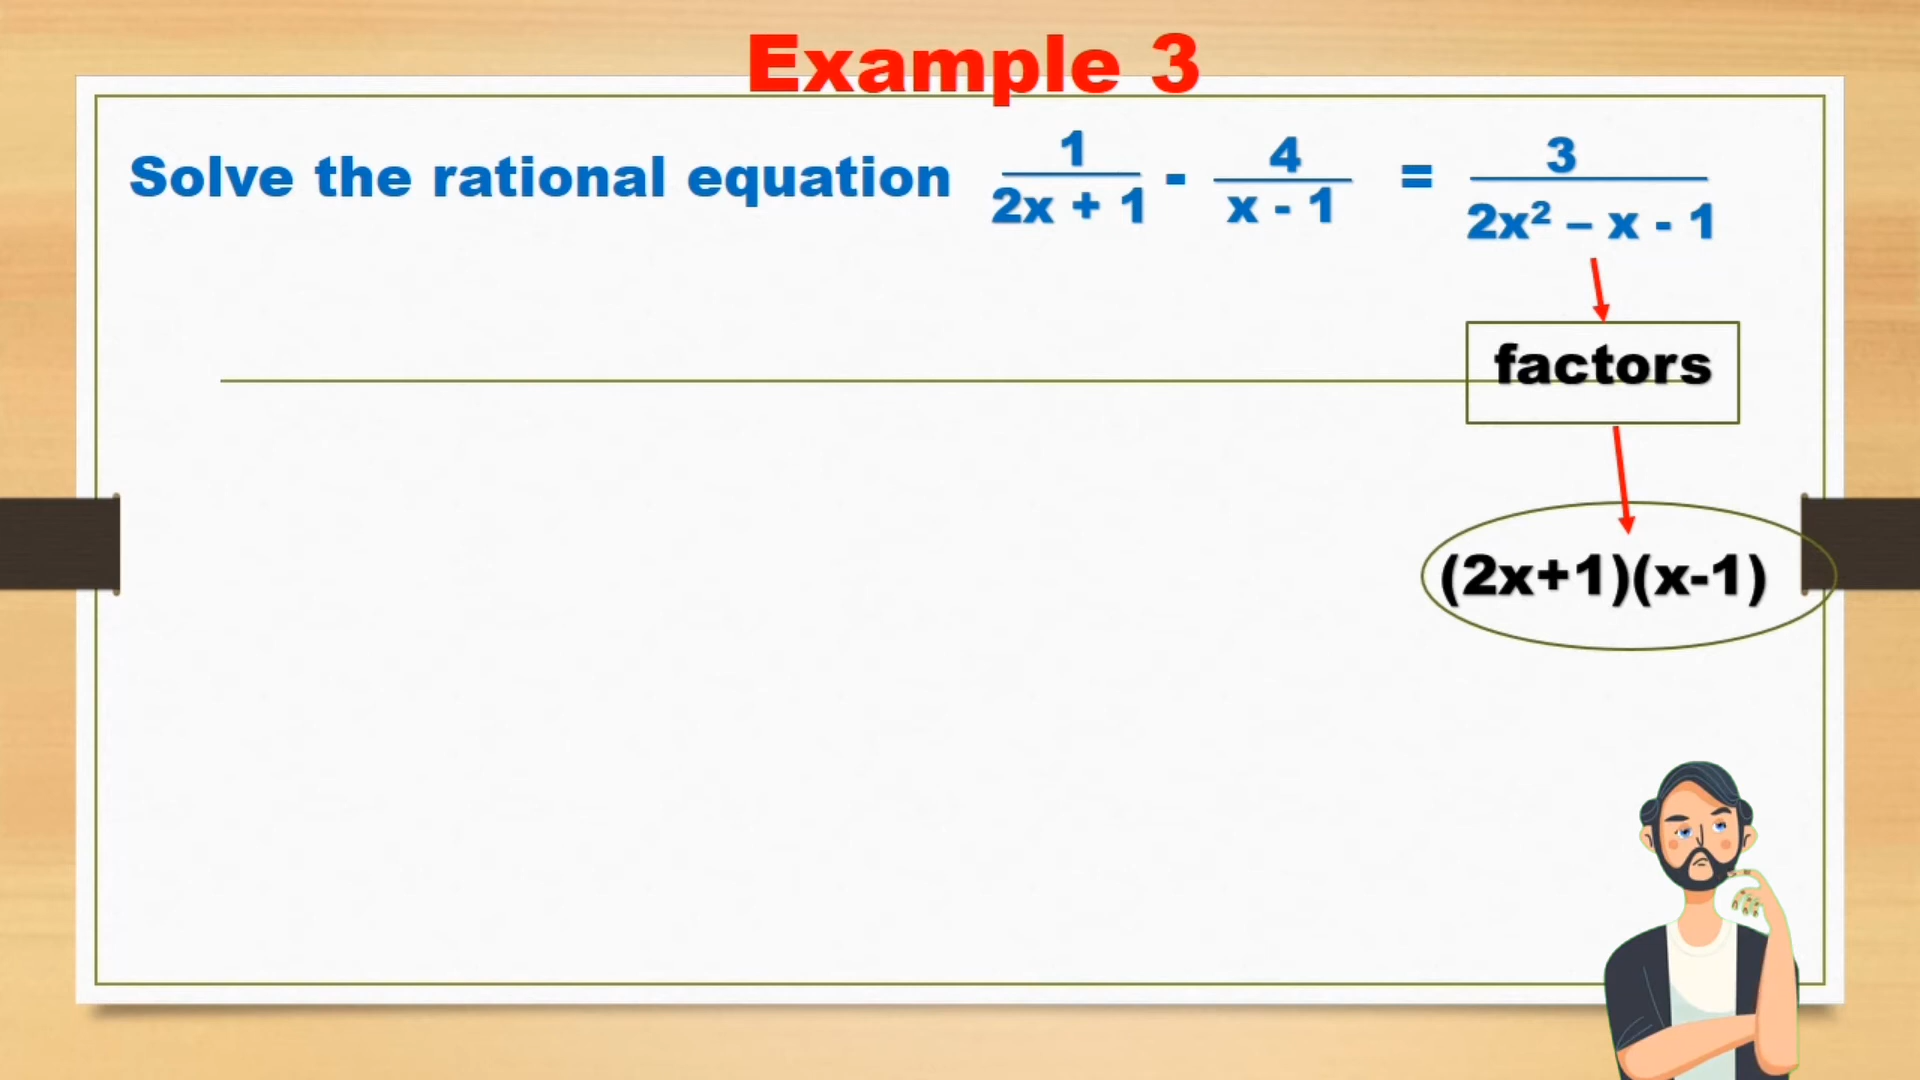 Example 3
Solve the rational equation 1/(2x + 1) - 4/(x - 1) = 3/(2x² – x - 1)
factors
(2x+1)(x-1)